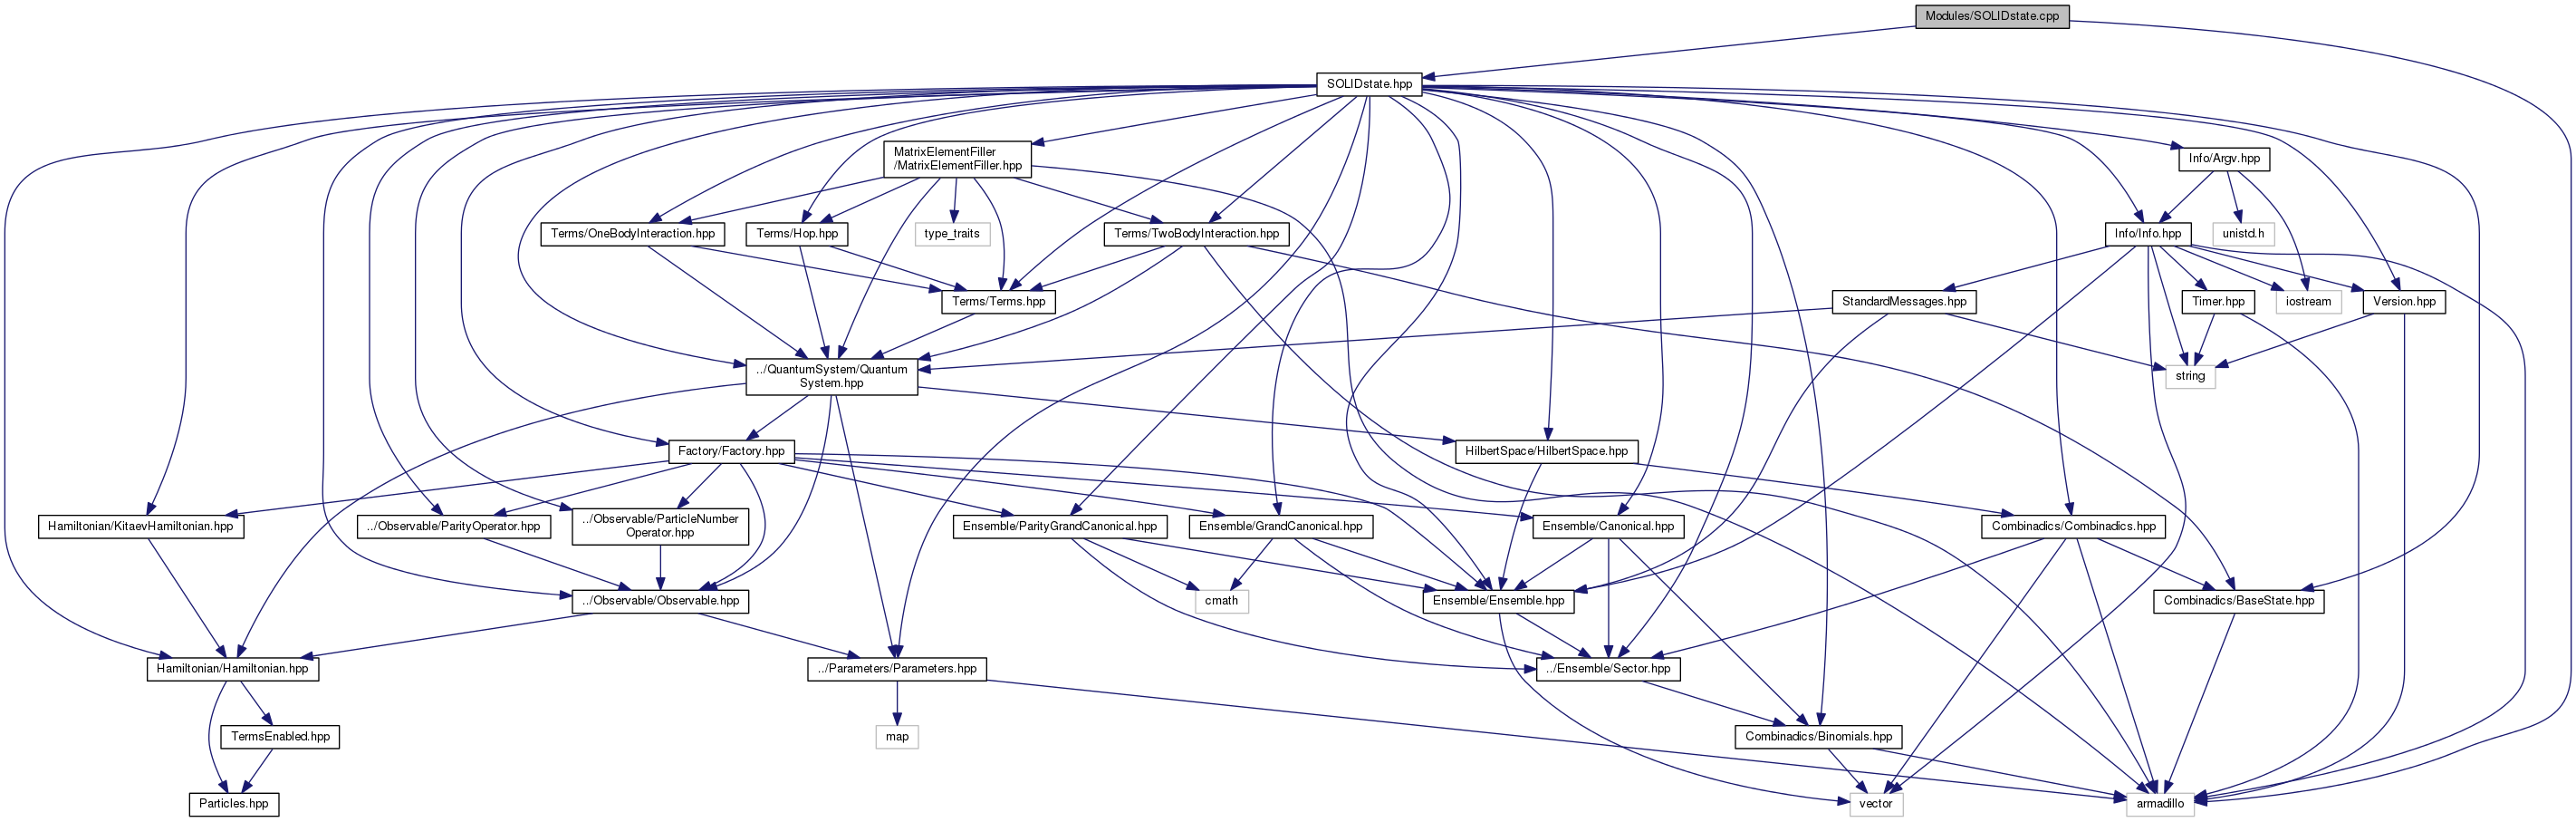 Modules/SOLIDstate.cpp
SOLIDstate.hpp
MatrixElementFiller
/MatrixElementFiller.hpp
Info/Argv.hpp
Terms/OneBodyInteraction.hpp
Terms/Hop.hpp
type_traits
Terms/TwoBodyInteraction.hpp
Info/Info.hpp
unistd.h
Terms/Terms.hpp
StandardMessages.hpp
Timer.hpp
iostream
Version.hpp
../QuantumSystem/Quantum
System.hpp
string
Factory/Factory.hpp
HilbertSpace/HilbertSpace.hpp
Hamiltonian/KitaevHamiltonian.hpp
../Observable/ParityOperator.hpp
../Observable/ParticleNumber
Operator.hpp
Ensemble/ParityGrandCanonical.hpp
Ensemble/GrandCanonical.hpp
Ensemble/Canonical.hpp
Combinadics/Combinadics.hpp
../Observable/Observable.hpp
cmath
Ensemble/Ensemble.hpp
Combinadics/BaseState.hpp
Hamiltonian/Hamiltonian.hpp
../Parameters/Parameters.hpp
../Ensemble/Sector.hpp
TermsEnabled.hpp
map
Combinadics/Binomials.hpp
Particles.hpp
vector
armadillo